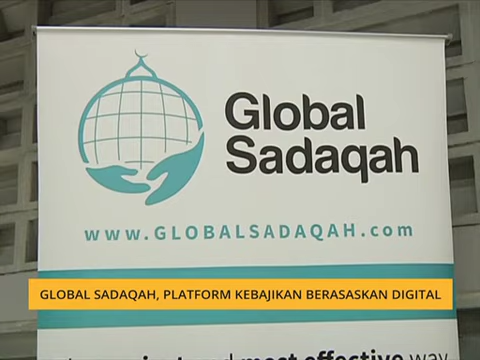 Global
Sadaqah
www.GLOBALSADAQAH.com
GLOBAL SADAQAH, PLATFORM KEBAJIKAN BERASASKAN DIGITAL
most effective way